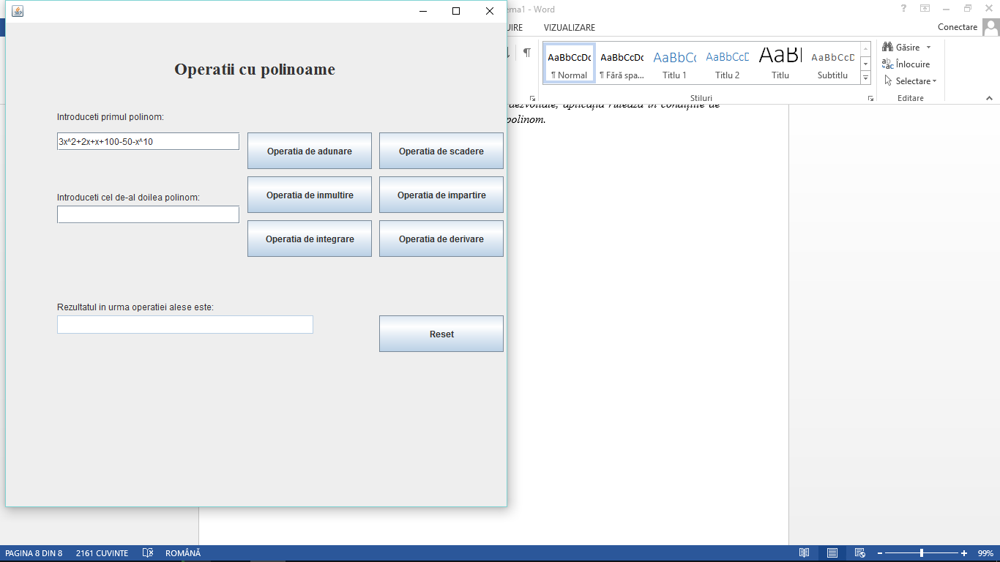 ema1 - Word
UIRE VIZUALIZARE Conectare
Operatii cu polinoame
Introduceti primul polinom:
3x^2+2x+x+100-50-x^10
Operatia de adunare Operatia de scadere
Introduceti cel de-al doilea polinom:
Operatia de inmultire Operatia de impartire
Operatia de integrare Operatia de derivare
Rezultatul in urma operatiei alese este:
Reset
AaBbCcDc AaBbCcDc AaBbCc AaBbCcD AaBl AaBbCcD
¶ Normal ¶ Fără spa... Titlu 1 Titlu 2 Titlu Subtitlu
Stiluri
Găsire
Înlocuire
Selectare
Editare
dezvoltate, aplicația rulează în condițiile de
polinom.
PAGINA 8 DIN 8 2161 CUVINTE ROMÂNĂ 99%